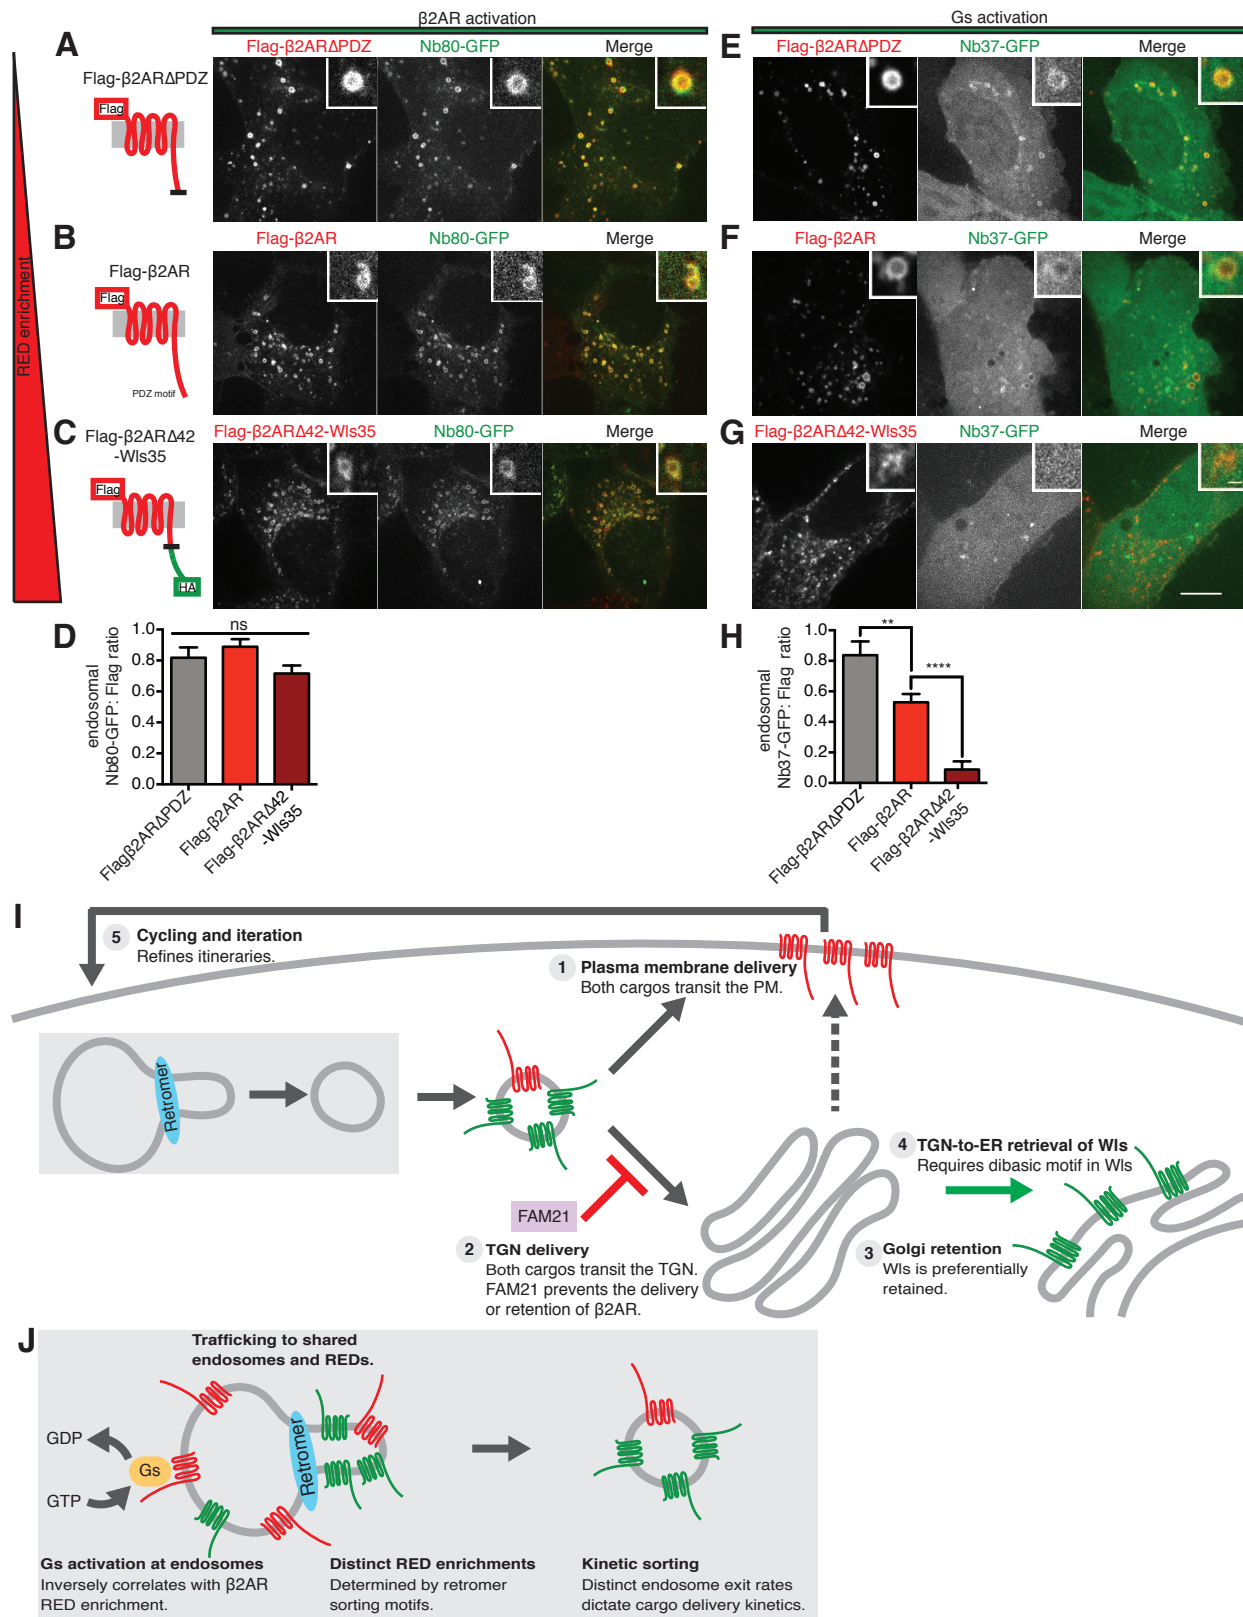 β2AR activation
A
Flag-β2ARΔPDZ
Flag
Flag-β2ARΔPDZ
Nb80-GFP
Merge
B
Flag-β2AR
Flag
PDZ motif
Flag-β2AR
Nb80-GFP
Merge
C
Flag-β2ARΔ42
-Wls35
Flag
HA
Flag-β2ARΔ42-Wls35
Nb80-GFP
Merge
RED enrichment
D
endosomal
Nb80-GFP: Flag ratio
1.0
0.8
0.6
0.4
0.2
0.0
ns
Flagβ2ARΔPDZ
Flag-β2AR
Flag-β2ARΔ42
-Wls35
Gs activation
E
Flag-β2ARΔPDZ
Nb37-GFP
Merge
F
Flag-β2AR
Nb37-GFP
Merge
G
Flag-β2ARΔ42-Wls35
Nb37-GFP
Merge
H
endosomal
Nb37-GFP: Flag ratio
1.0
0.8
0.6
0.4
0.2
0.0
**
****
Flag-β2ARΔPDZ
Flag-β2AR
Flag-β2ARΔ42
-Wls35
I
5 Cycling and iteration
Refines itineraries.
1 Plasma membrane delivery
Both cargos transit the PM.
Retromer
FAM21
2 TGN delivery
Both cargos transit the TGN.
FAM21 prevents the delivery
or retention of β2AR.
4 TGN-to-ER retrieval of Wls
Requires dibasic motif in Wls
3 Golgi retention
Wls is preferentially
retained.
J
Trafficking to shared
endosomes and REDs.
GDP
Gs
GTP
Retromer
Gs activation at endosomes
Inversely correlates with β2AR
RED enrichment.
Distinct RED enrichments
Determined by retromer
sorting motifs.
Kinetic sorting
Distinct endosome exit rates
dictate cargo delivery kinetics.